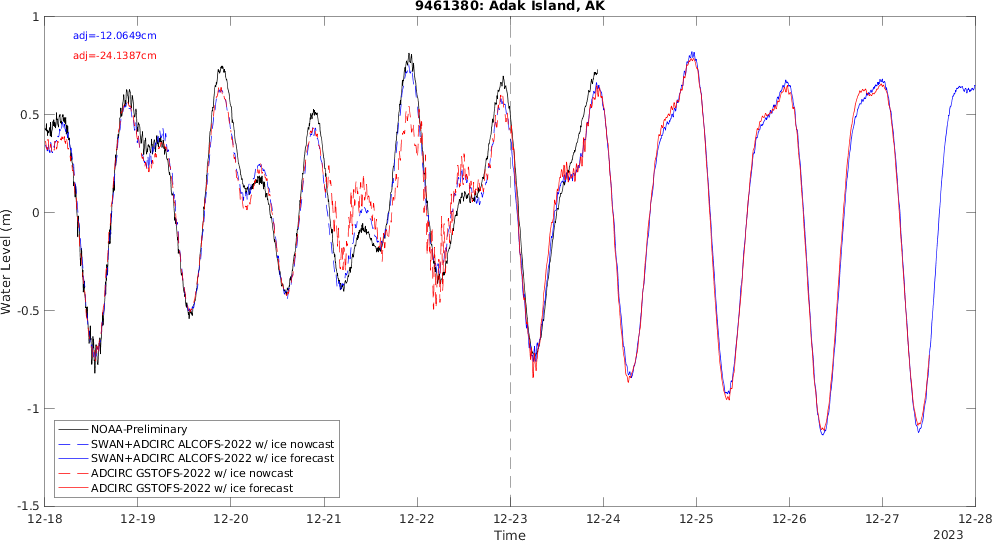 9461380: Adak Island, AK
adj=-12.0649cm
adj=-24.1387cm
1
0.5
0
-0.5
-1
-1.5
Water Level (m)
NOAA-Preliminary
SWAN+ADCIRC ALCOFS-2022 w/ ice nowcast
SWAN+ADCIRC ALCOFS-2022 w/ ice forecast
ADCIRC GSTOFS-2022 w/ ice nowcast
ADCIRC GSTOFS-2022 w/ ice forecast
12-18 12-19 12-20 12-21 12-22 12-23 12-24 12-25 12-26 12-27 12-28
Time
2023